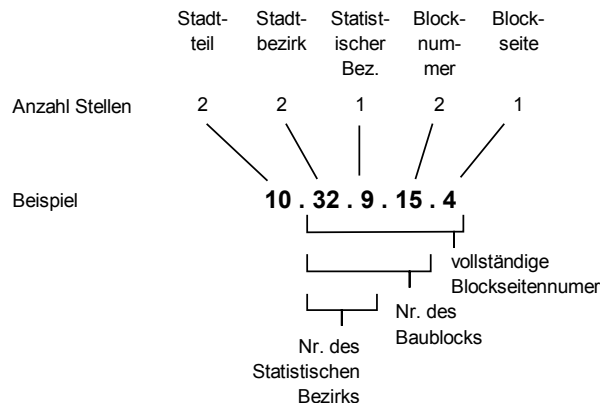 Stadt-
teil
Stadt-
bezirk
Statist-
ischer
Bez.
Block-
num-
mer
Block-
seite
Anzahl Stellen 2 2 1 2 1
Beispiel 10 . 32 . 9 . 15 . 4
vollständige
Blockseitennumer
Nr. des
Baublocks
Nr. des
Statistischen
Bezirks